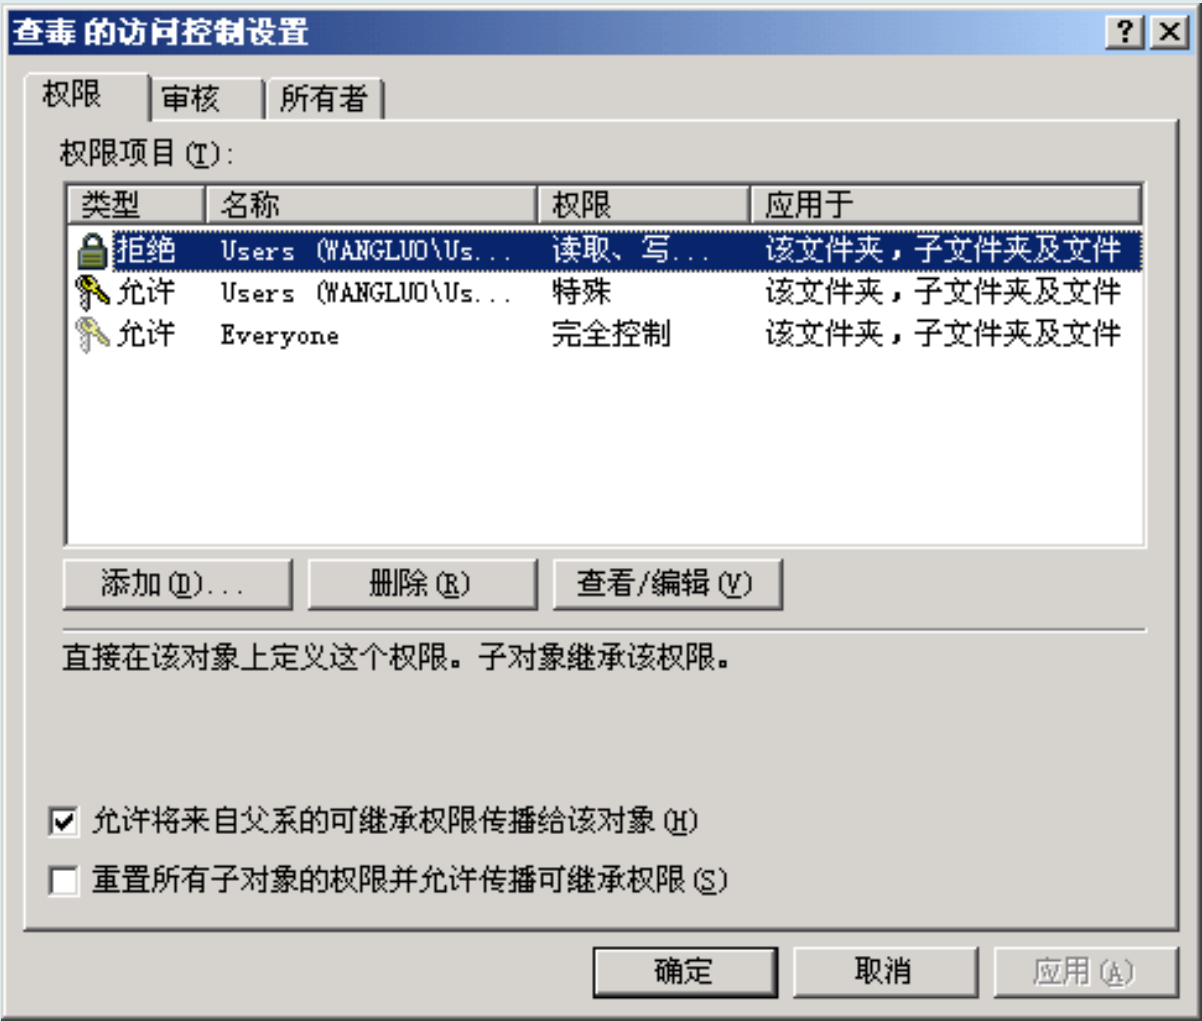 查毒 的访问控制设置
权限 审核 所有者
权限项目(T):
类型 名称 权限 应用于
拒绝 Users (WANGLUO\Us... 读取、写... 该文件夹，子文件夹及文件
允许 Users (WANGLUO\Us... 特殊 该文件夹，子文件夹及文件
允许 Everyone 完全控制 该文件夹，子文件夹及文件
添加(D)... 删除(R) 查看/编辑(V)
直接在该对象上定义这个权限。子对象继承该权限。
允许将来自父系的可继承权限传播给该对象(H)
重置所有子对象的权限并允许传播可继承权限(S)
确定 取消 应用(A)